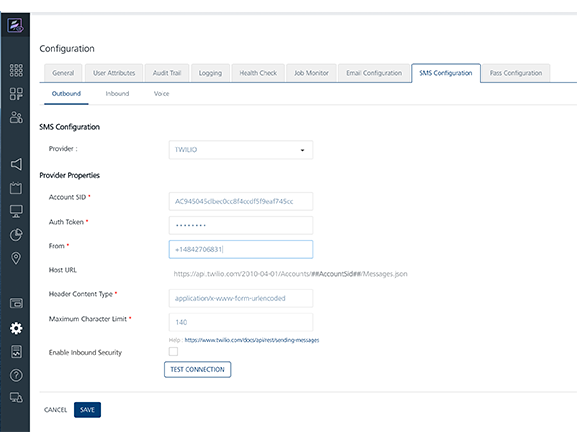 Configuration
General User Attributes Audit Trail Logging Health Check Job Monitor Email Configuration SMS Configuration Pass Configuration
Outbound Inbound Voice
SMS Configuration
Provider : TWILIO
Provider Properties
Account SID *
Auth Token * ••••••••
From * +14842706831
Host URL https://api.twilio.com/2010-04-01/Accounts/##AccountSid##/Messages.json
Header Content Type * application/x-www-form-urlencoded
Maximum Character Limit * 140
Help : https://www.twilio.com/docs/api/rest/sending-messages
Enable Inbound Security
TEST CONNECTION
CANCEL SAVE